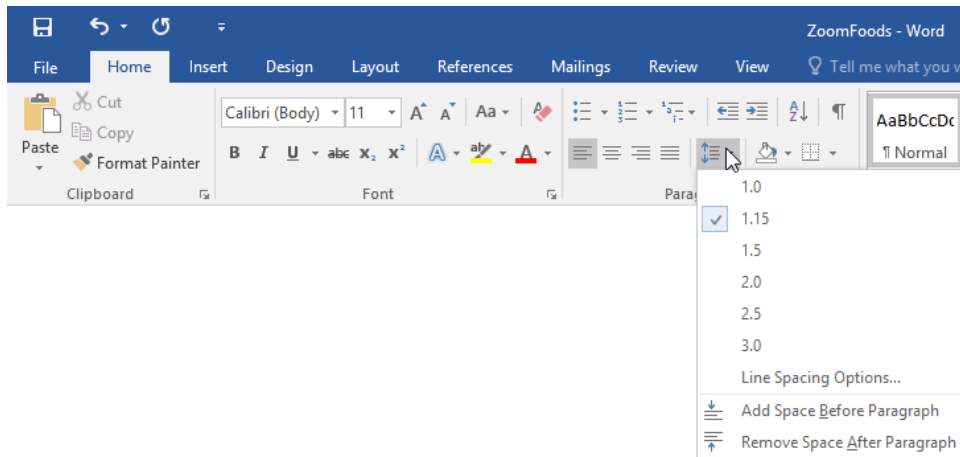 ZoomFoods - Word
File Home Insert Design Layout References Mailings Review View Tell me what you
Cut
Copy
Paste
Format Painter
Calibri (Body) 11 Aa
B I U abc X₂ X² A aby A
AaBbCcDc
¶ Normal
Clipboard Font Para
1.0
1.15
1.5
2.0
2.5
3.0
Line Spacing Options...
Add Space Before Paragraph
Remove Space After Paragraph